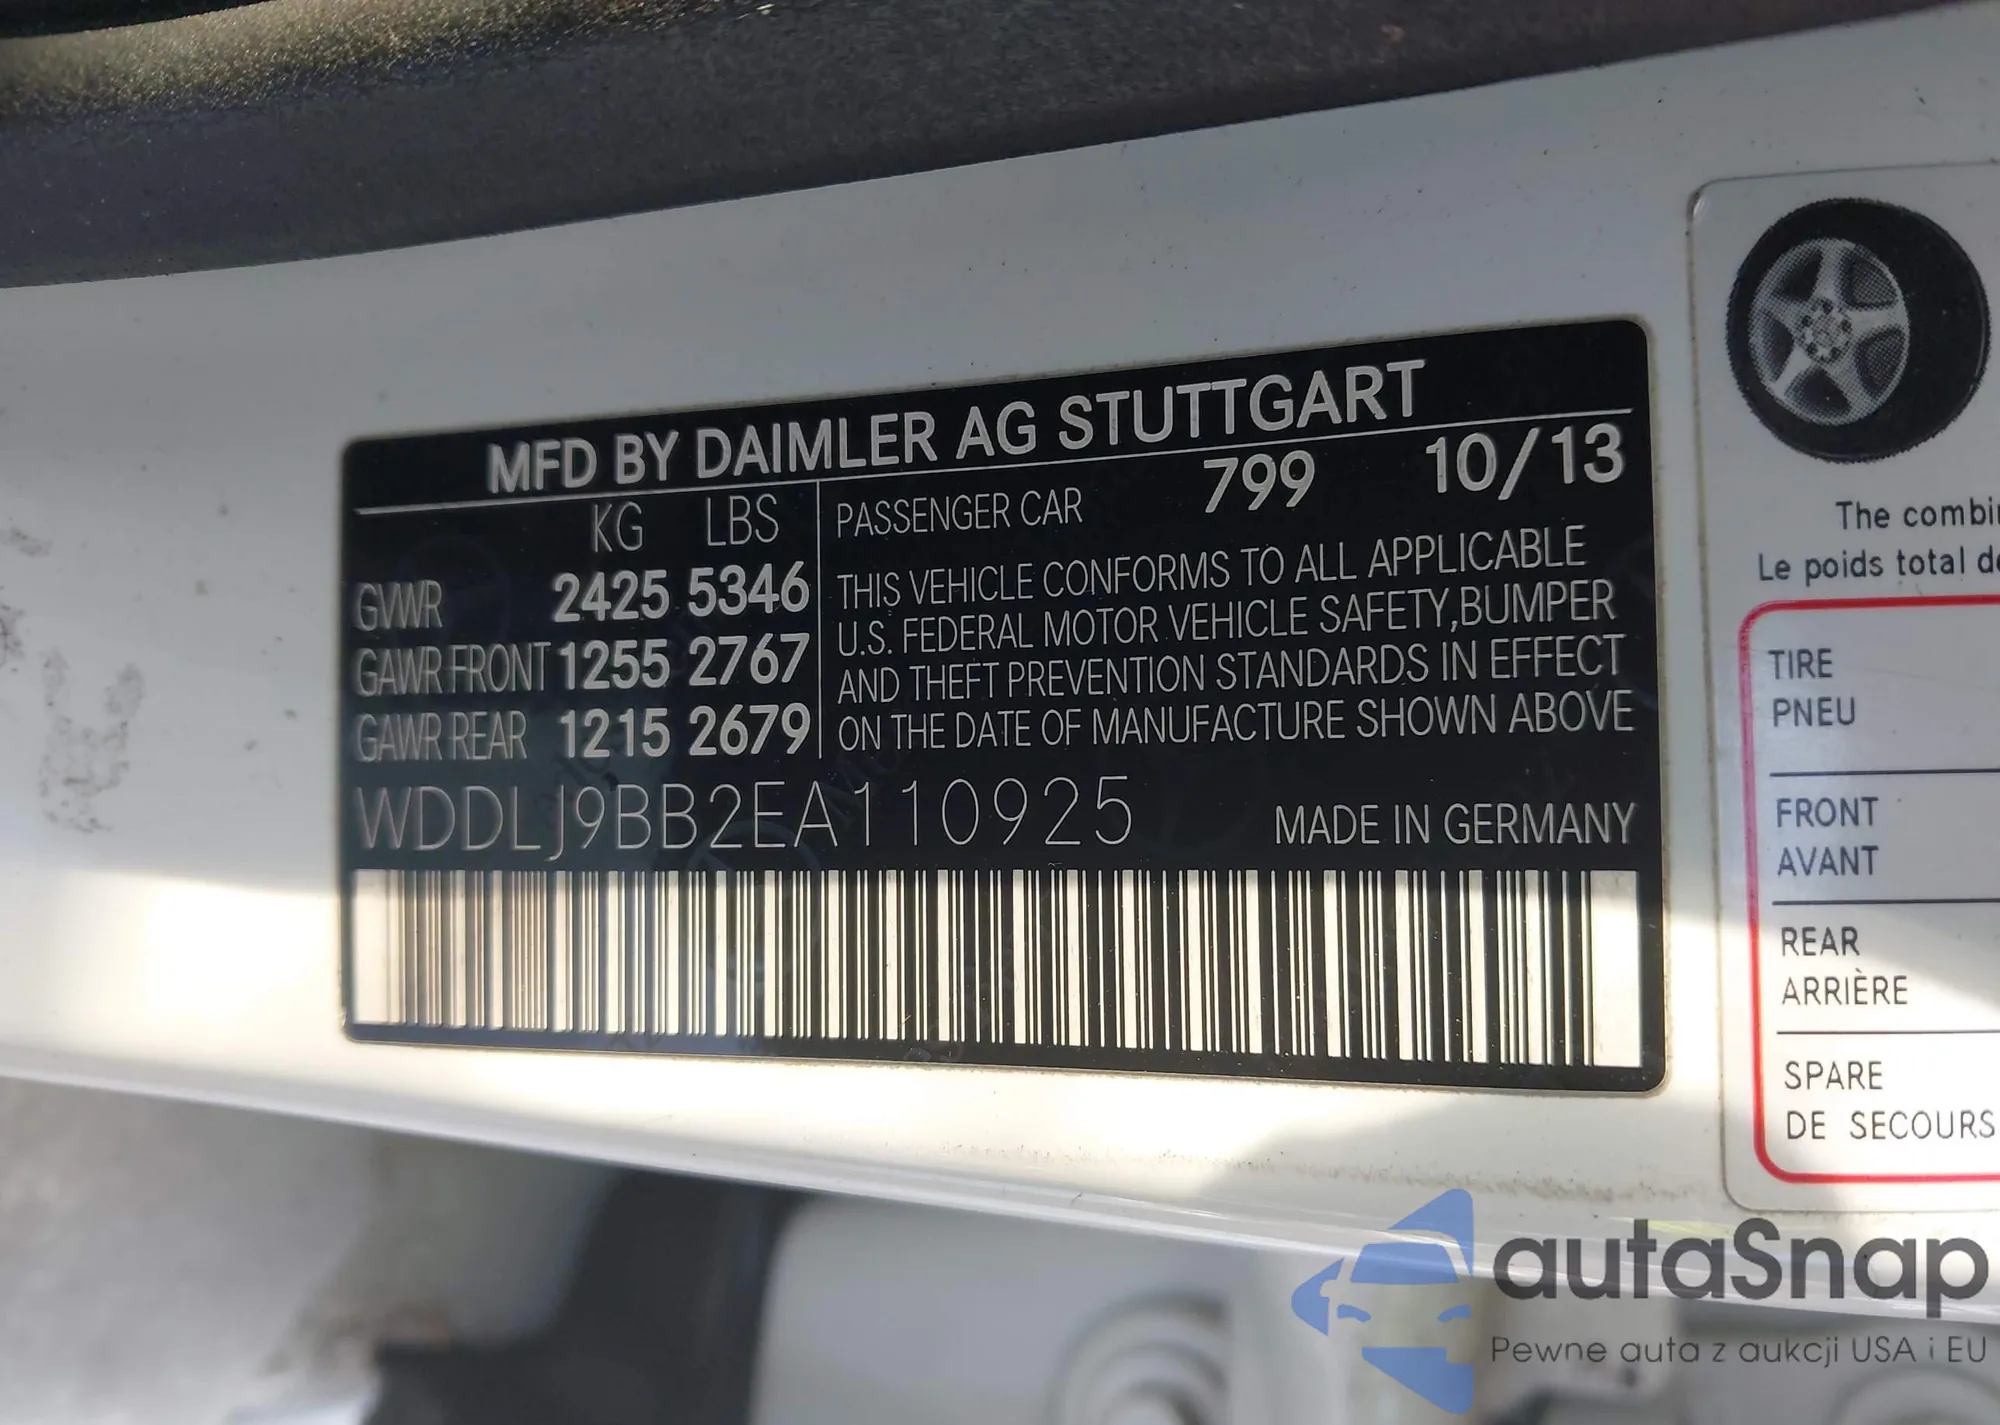 MFD BY DAIMLER AG STUTTGART
KG LBS
GVWR 2425 5346
GAWR FRONT 1255 2767
GAWR REAR 1215 2679
PASSENGER CAR 799 10/13
THIS VEHICLE CONFORMS TO ALL APPLICABLE
U.S. FEDERAL MOTOR VEHICLE SAFETY,BUMPER
AND THEFT PREVENTION STANDARDS IN EFFECT
ON THE DATE OF MANUFACTURE SHOWN ABOVE
WDDLJ9BB2EA110925
MADE IN GERMANY
The combi
Le poids total d
TIRE
PNEU
FRONT
AVANT
REAR
ARRIÈRE
SPARE
DE SECOURS
autaSnap
Pewne auta z aukcji USA i EU